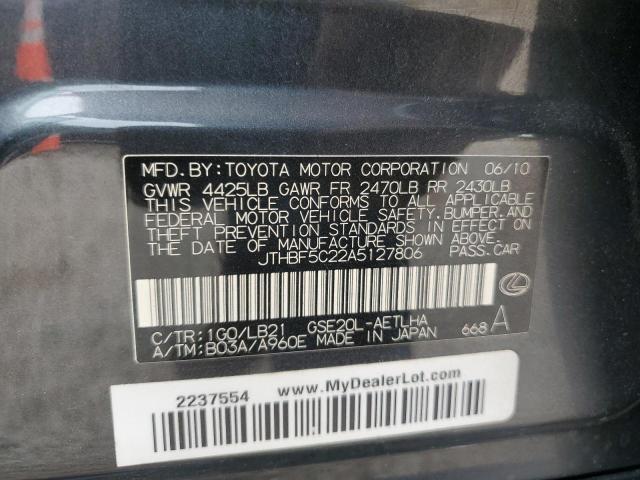 MFD. BY: TOYOTA MOTOR CORPORATION 06/10
GVWR 4425LB GAWR FR 2470LB RR 2430LB
THIS VEHICLE CONFORMS TO ALL APPLICABLE
FEDERAL MOTOR VEHICLE SAFETY, BUMPER, AND
THEFT PREVENTION STANDARDS IN EFFECT ON
THE DATE OF MANUFACTURE SHOWN ABOVE.
JTHBF5C22A5127806 PASS. CAR
C/TR: 1G0/LB21 GSE20L-AETLHA
A/TM: B03A/A960E MADE IN JAPAN 668 A
2237554 www.MyDealerLot.com